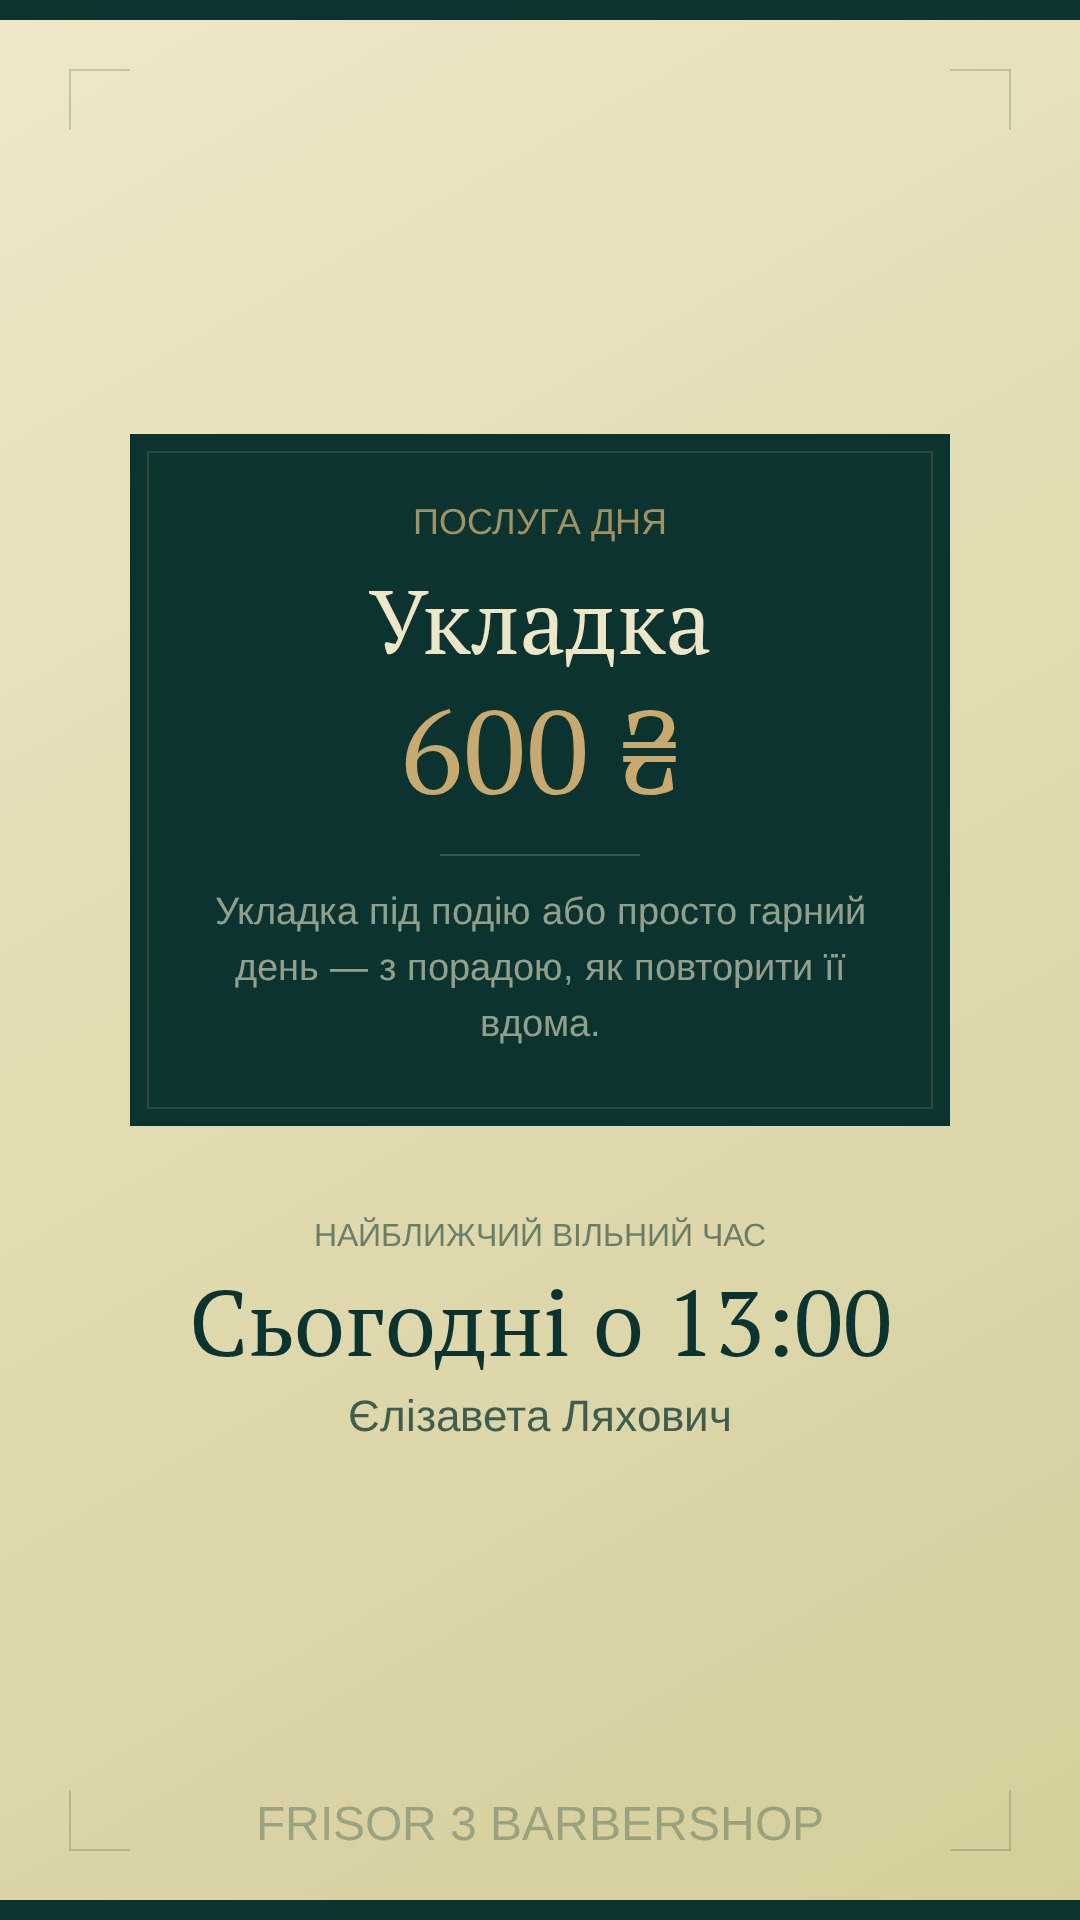 ПОСЛУГА ДНЯ
Укладка
600 ₴
Укладка під подію або просто гарний
день — з порадою, як повторити її
вдома.
НАЙБЛИЖЧИЙ ВІЛЬНИЙ ЧАС
Сьогодні о 13:00
Єлізавета Ляхович
FRISOR 3 BARBERSHOP